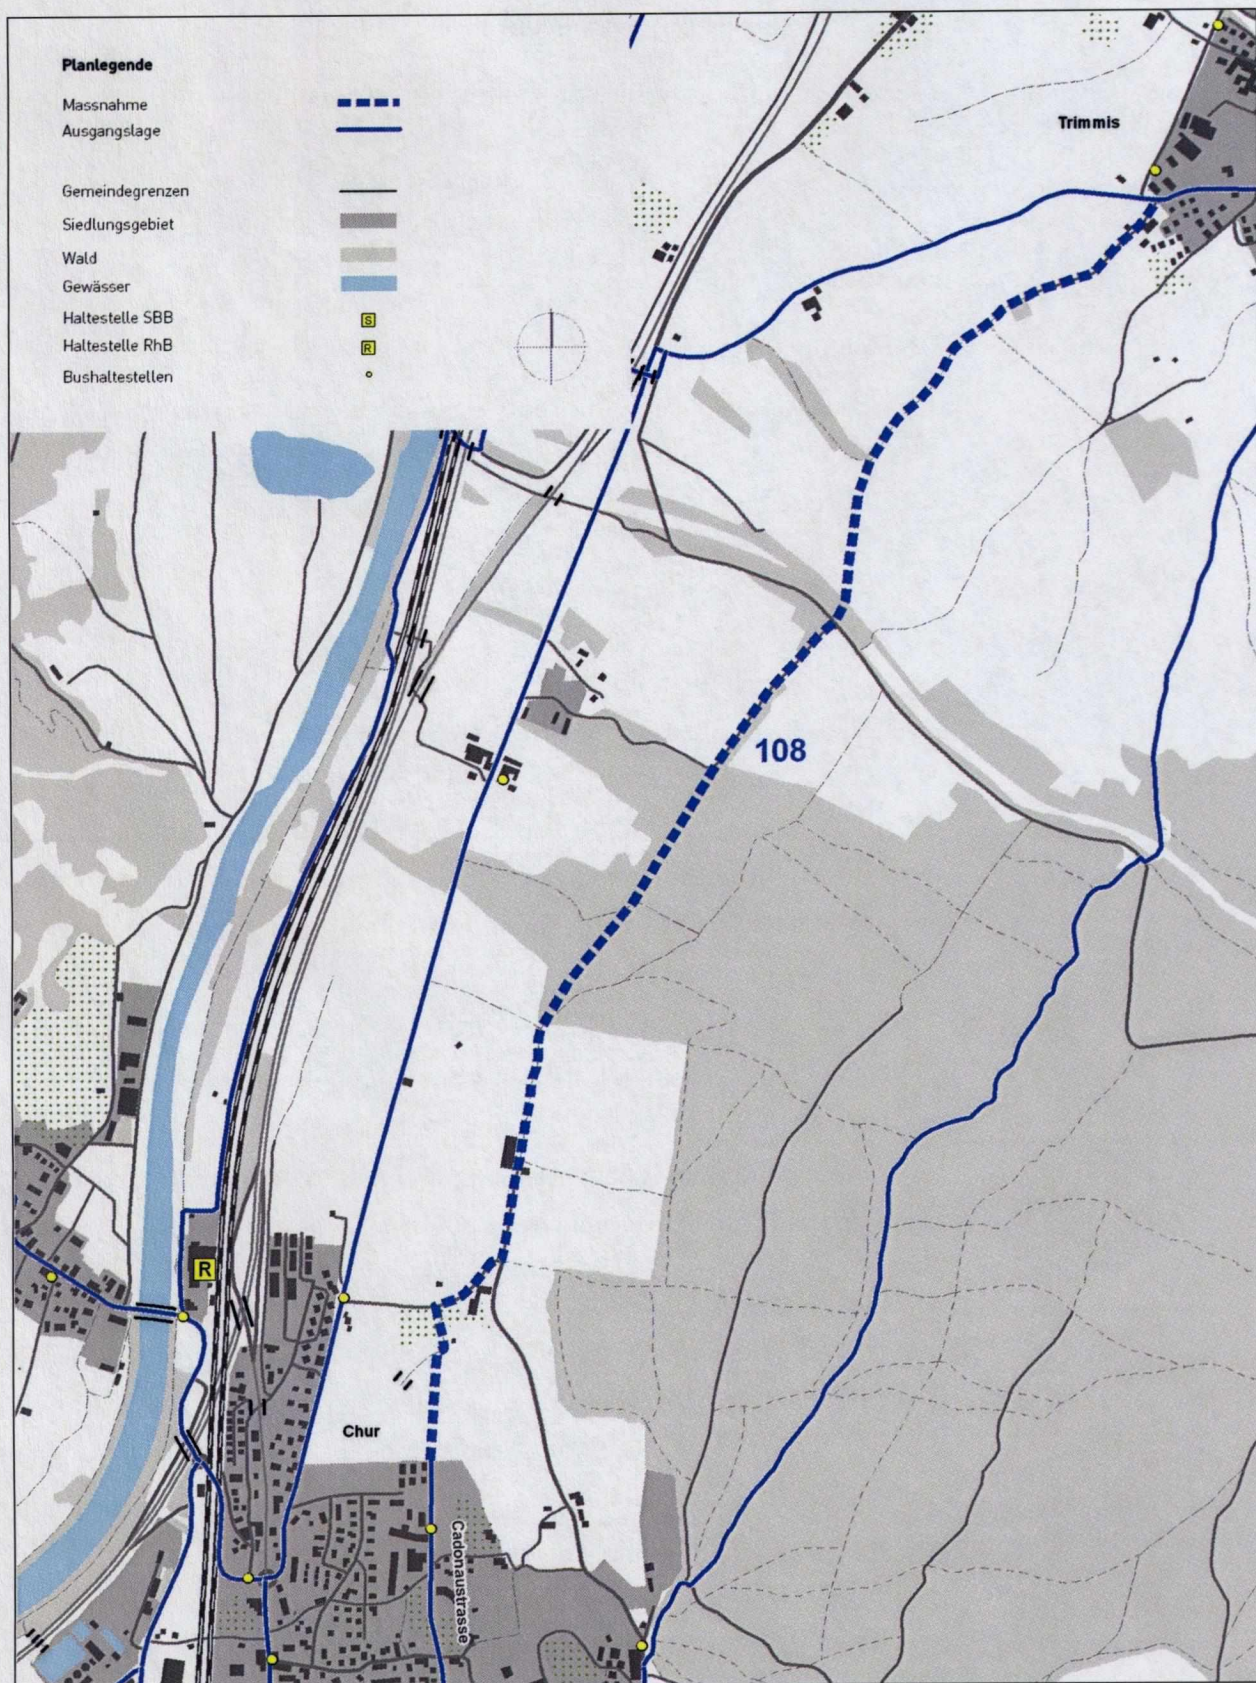 Planlegende
Massnahme
Ausgangslage
Gemeindegrenzen
Siedlungsgebiet
Wald
Gewässer
Haltestelle SBB
S
Haltestelle RhB
R
Bushaltestellen
Trimmis
108
R
Chur
Cadonaustrasse